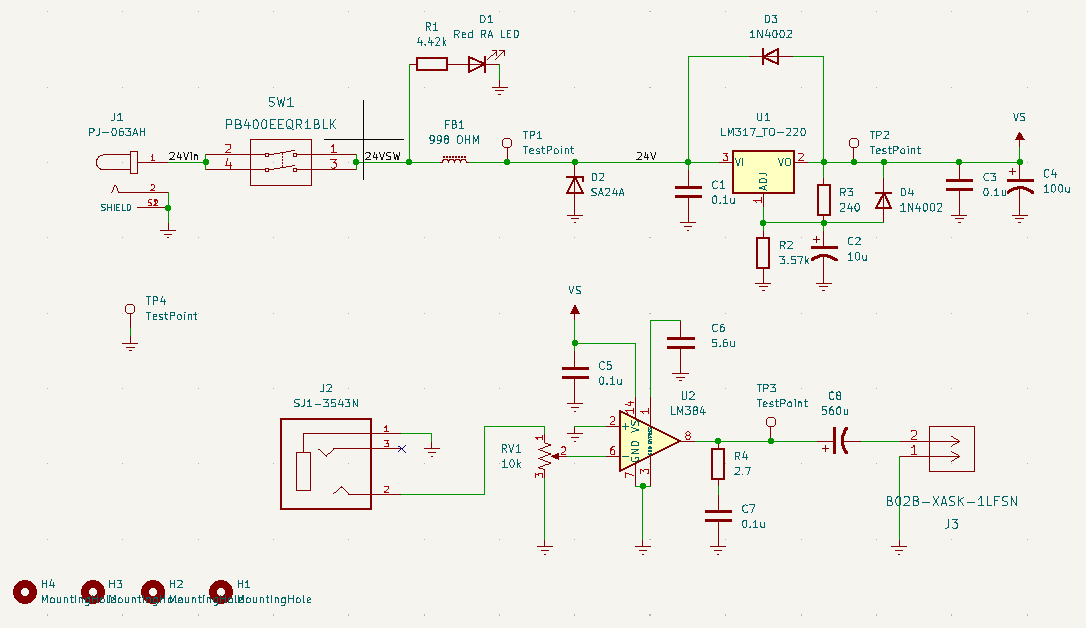 R1
4.42k
D1
Red RA LED
D3
1N4002
J1
PJ-063AH
SW1
PB400EEQR1BLK
FB1
998 OHM
TP1
TestPoint
U1
LM317_TO-220
TP2
TestPoint
VS
1
24Vin
2
4
1
3
24VSW
24V
3
VI
VO
2
ADJ
1
2
SHIELD
S2
D2
SA24A
C1
0.1u
R3
240
D4
1N4002
C3
0.1u
+
C4
100u
R2
3.57k
+
C2
10u
TP4
TestPoint
VS
C6
5.6u
C5
0.1u
J2
SJ1-3543N
U2
LM384
TP3
TestPoint
C8
560u
14
1
1
3
2
RV1
10k
1
2
3
2
6
+
-
VS
GND
7
3
8
R4
2.7
+
2
1
C7
0.1u
B02B-XASK-1LFSN
J3
H4
MountingHole
H3
MountingHole
H2
MountingHole
H1
MountingHole